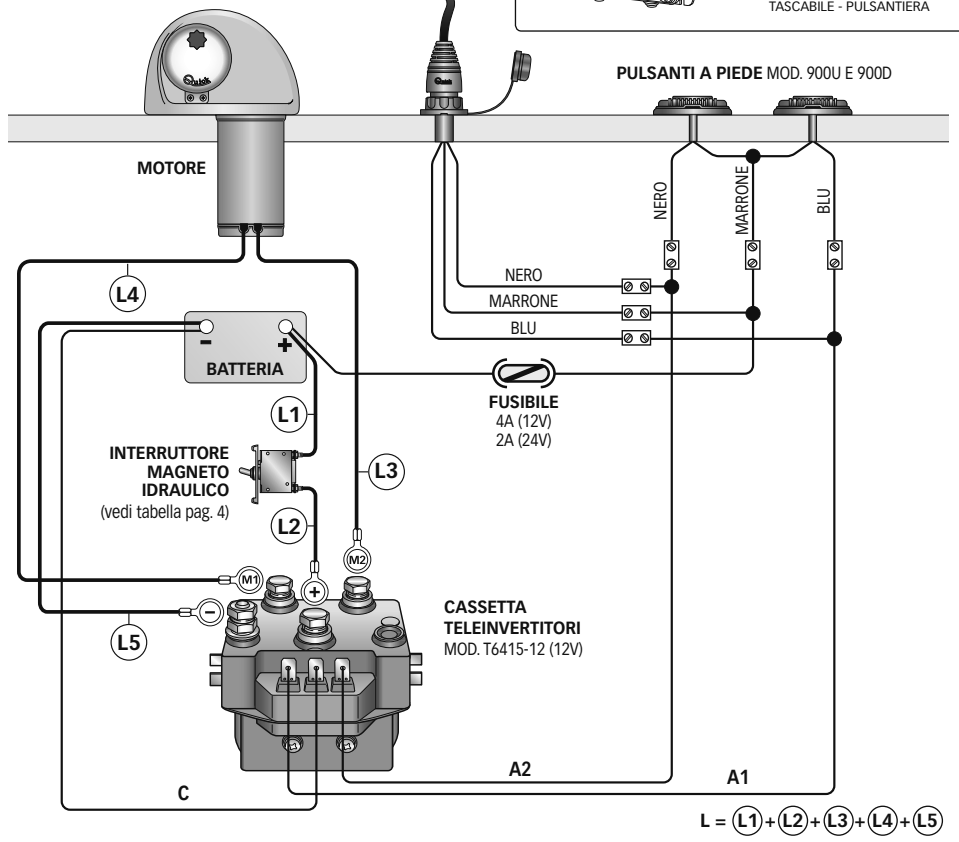 TASCABILE - PULSANTIERA
PULSANTI A PIEDE MOD. 900U E 900D
Quick
Quick
MOTORE
NERO
MARRONE
BLU
L4
NERO
MARRONE
BLU
-
+
BATTERIA
FUSIBILE
4A (12V)
2A (24V)
L1
INTERRUTTORE
MAGNETO
IDRAULICO
(vedi tabella pag. 4)
L3
L2
M2
M1
+
-
L5
CASSETTA
TELEINVERTITORI
MOD. T6415-12 (12V)
A2
A1
C
L = L1+L2+L3+L4+L5